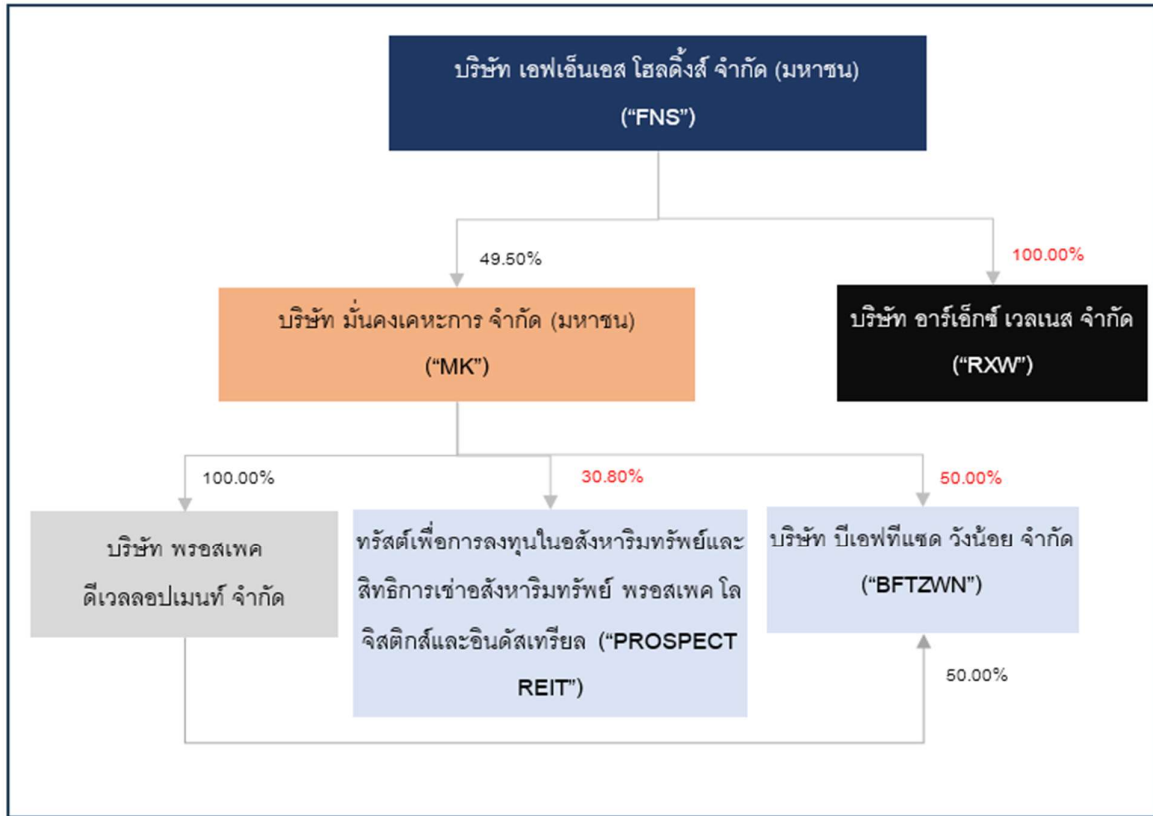 บริษัท เอฟเอ็นเอส โฮลดิ้งส์ จำกัด (มหาชน)
("FNS")
49.50%
100.00%
บริษัท มั่นคงเคหะการ จำกัด (มหาชน)
("MK")
บริษัท อาร์เอ็กซ์ เวลเนส จำกัด
("RXW")
100.00%
30.80%
50.00%
บริษัท พรอสเพค
ดีเวลลอปเมนท์ จำกัด
ทรัสต์เพื่อการลงทุนในอสังหาริมทรัพย์และ
สิทธิการเช่าอสังหาริมทรัพย์ พรอสเพค โล
จิสติกส์และอินดัสเทรียล ("PROSPECT
REIT")
บริษัท บีเอฟทีแซด วังน้อย จำกัด
("BFTZWN")
50.00%